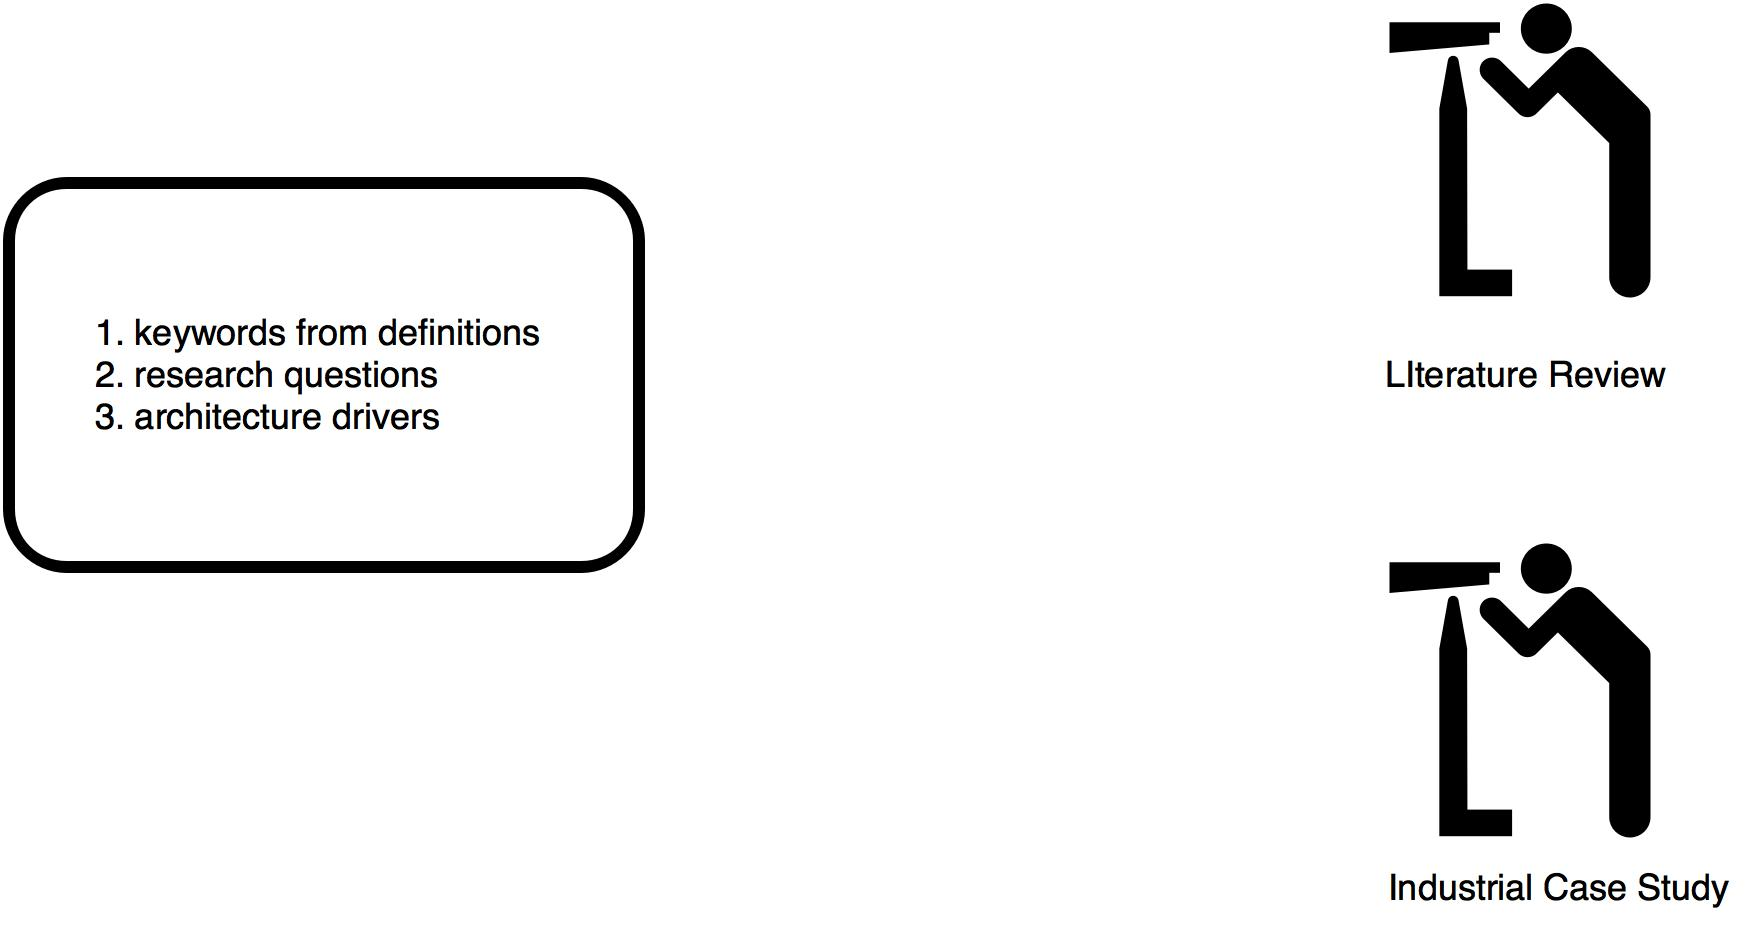 1. keywords from definitions
2. research questions
3. architecture drivers
LIterature Review
Industrial Case Study